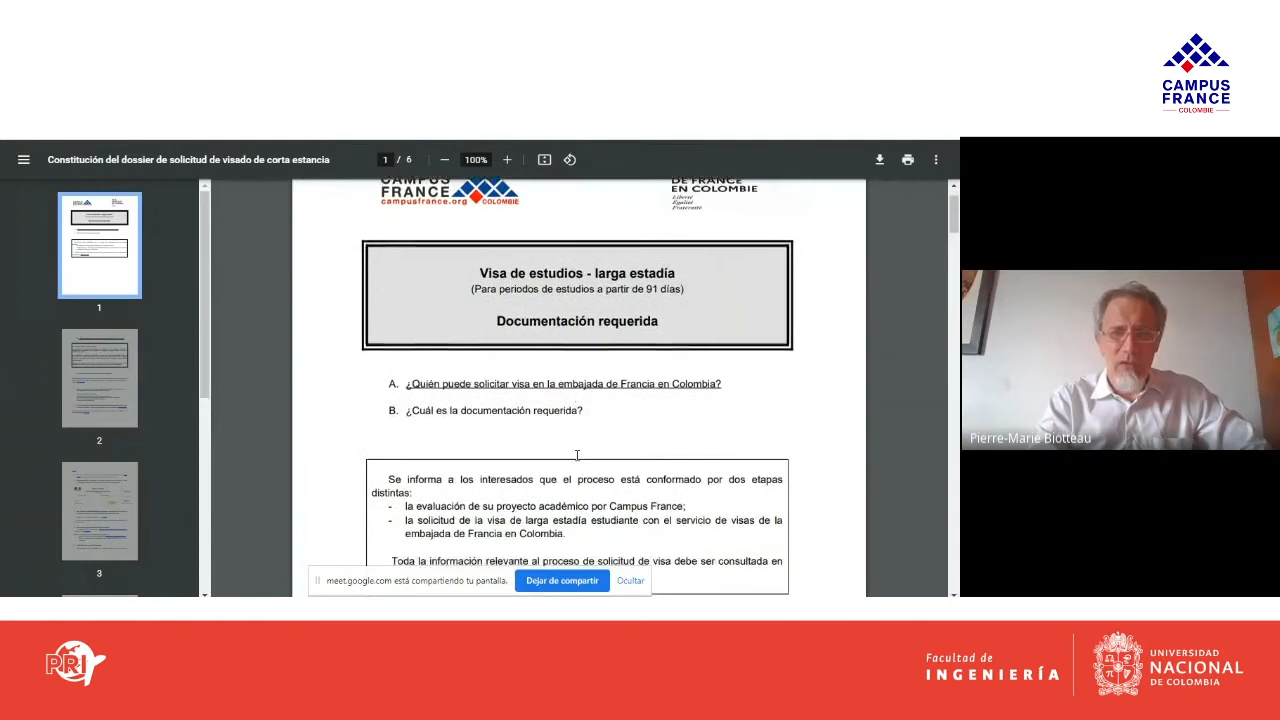 CAMPUS
FRANCE
COLOMBIE
Constitución del dossier de solicitud de visado de corta estancia
1 / 6
100%
CAMPUS
FRANCE
campusfrance.org
COLOMBIE
DE FRANCE
EN COLOMBIE
Liberté
Égalité
Fraternité
1
2
3
Visa de estudios - larga estadía
(Para periodos de estudios a partir de 91 días)
Documentación requerida
A. ¿Quién puede solicitar visa en la embajada de Francia en Colombia?
B. ¿Cuál es la documentación requerida?
Se informa a los interesados que el proceso está conformado por dos etapas
distintas:
- la evaluación de su proyecto académico por Campus France;
- la solicitud de la visa de larga estadía estudiante con el servicio de visas de la
embajada de Francia en Colombia.
Toda la información relevante al proceso de solicitud de visa debe ser consultada en
meet.google.com está compartiendo tu pantalla.
Dejar de compartir
Ocultar
Pierre-Marie Biotteau
PRI
Facultad de
INGENIERÍA
UNIVERSIDAD
NACIONAL
DE COLOMBIA